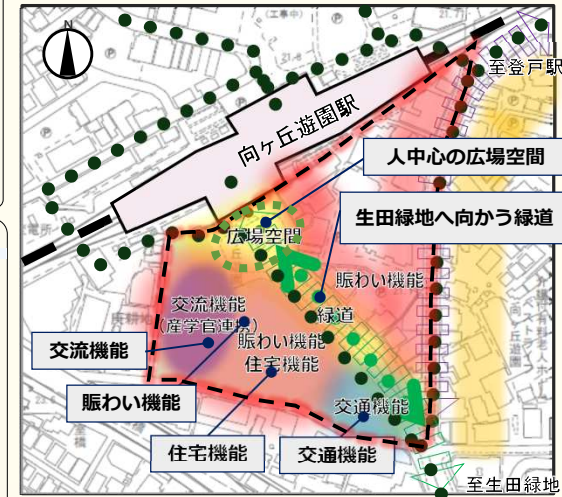 (工事中)
至登戸駅
向ヶ丘遊園駅
人中心の広場空間
生田緑地へ向かう緑道
広場空間
賑わい機能
交流機能
(産学官連携)
緑道
賑わい機能
住宅機能
交流機能
賑わい機能
交通機能
住宅機能
交通機能
至生田緑地